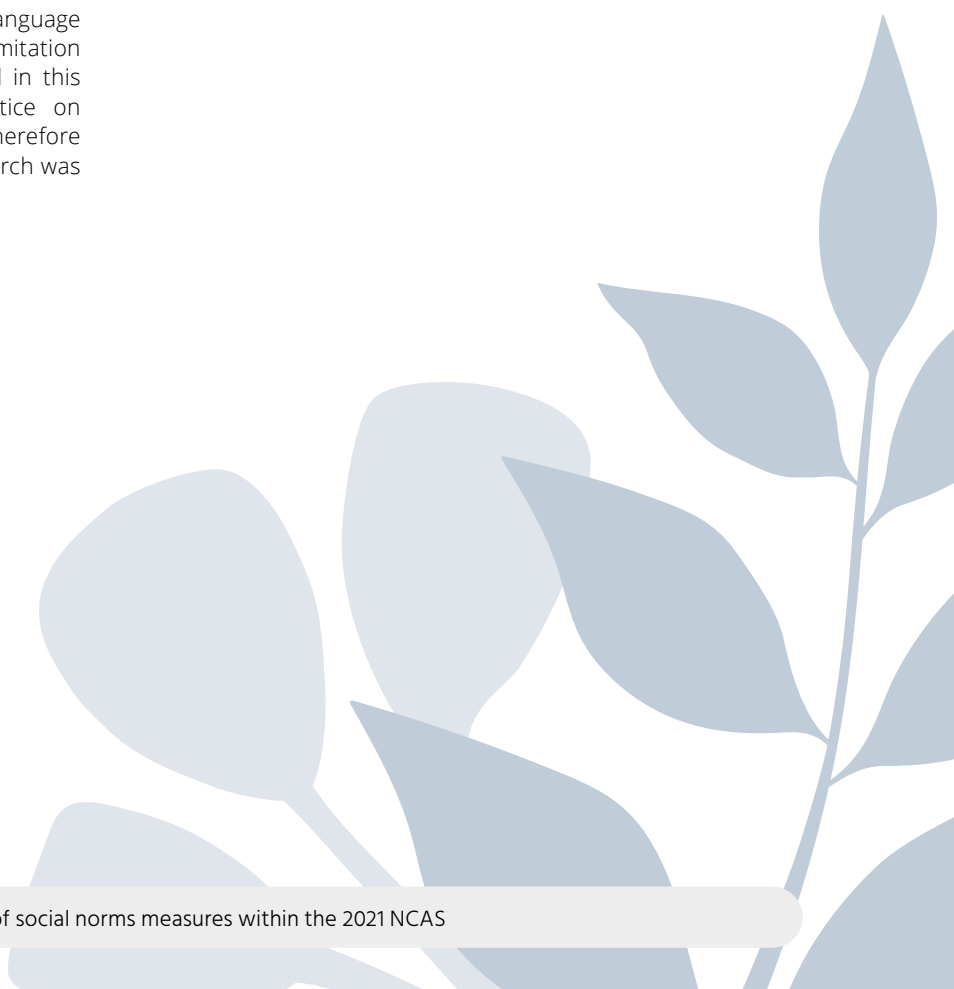 anguage
mitation
in this
tice on
herefore
rch was
of social norms measures within the 2021 NCAS